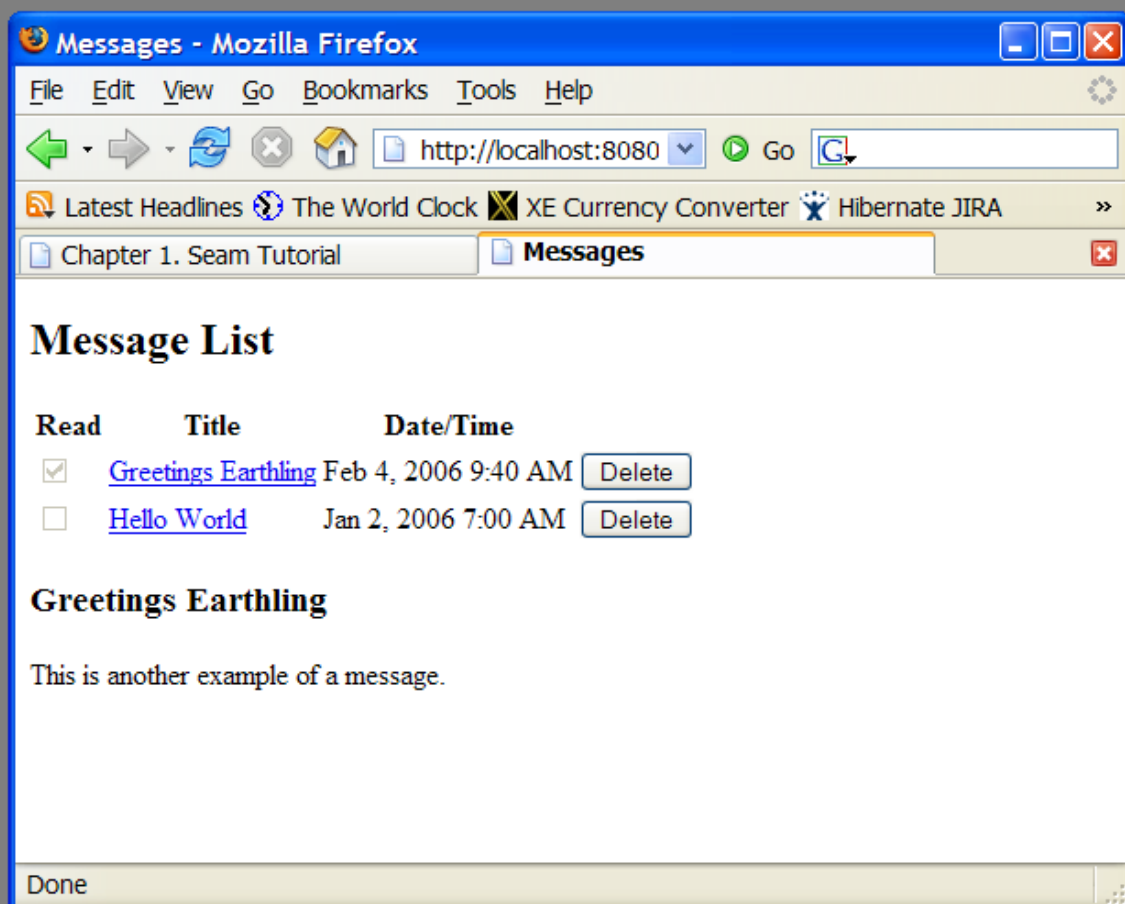 Messages - Mozilla Firefox
File Edit View Go Bookmarks Tools Help
http://localhost:8080 Go G
Latest Headlines The World Clock XE Currency Converter Hibernate JIRA »
Chapter 1. Seam Tutorial Messages
Message List
Read Title Date/Time
Greetings Earthling Feb 4, 2006 9:40 AM Delete
Hello World Jan 2, 2006 7:00 AM Delete
Greetings Earthling
This is another example of a message.
Done